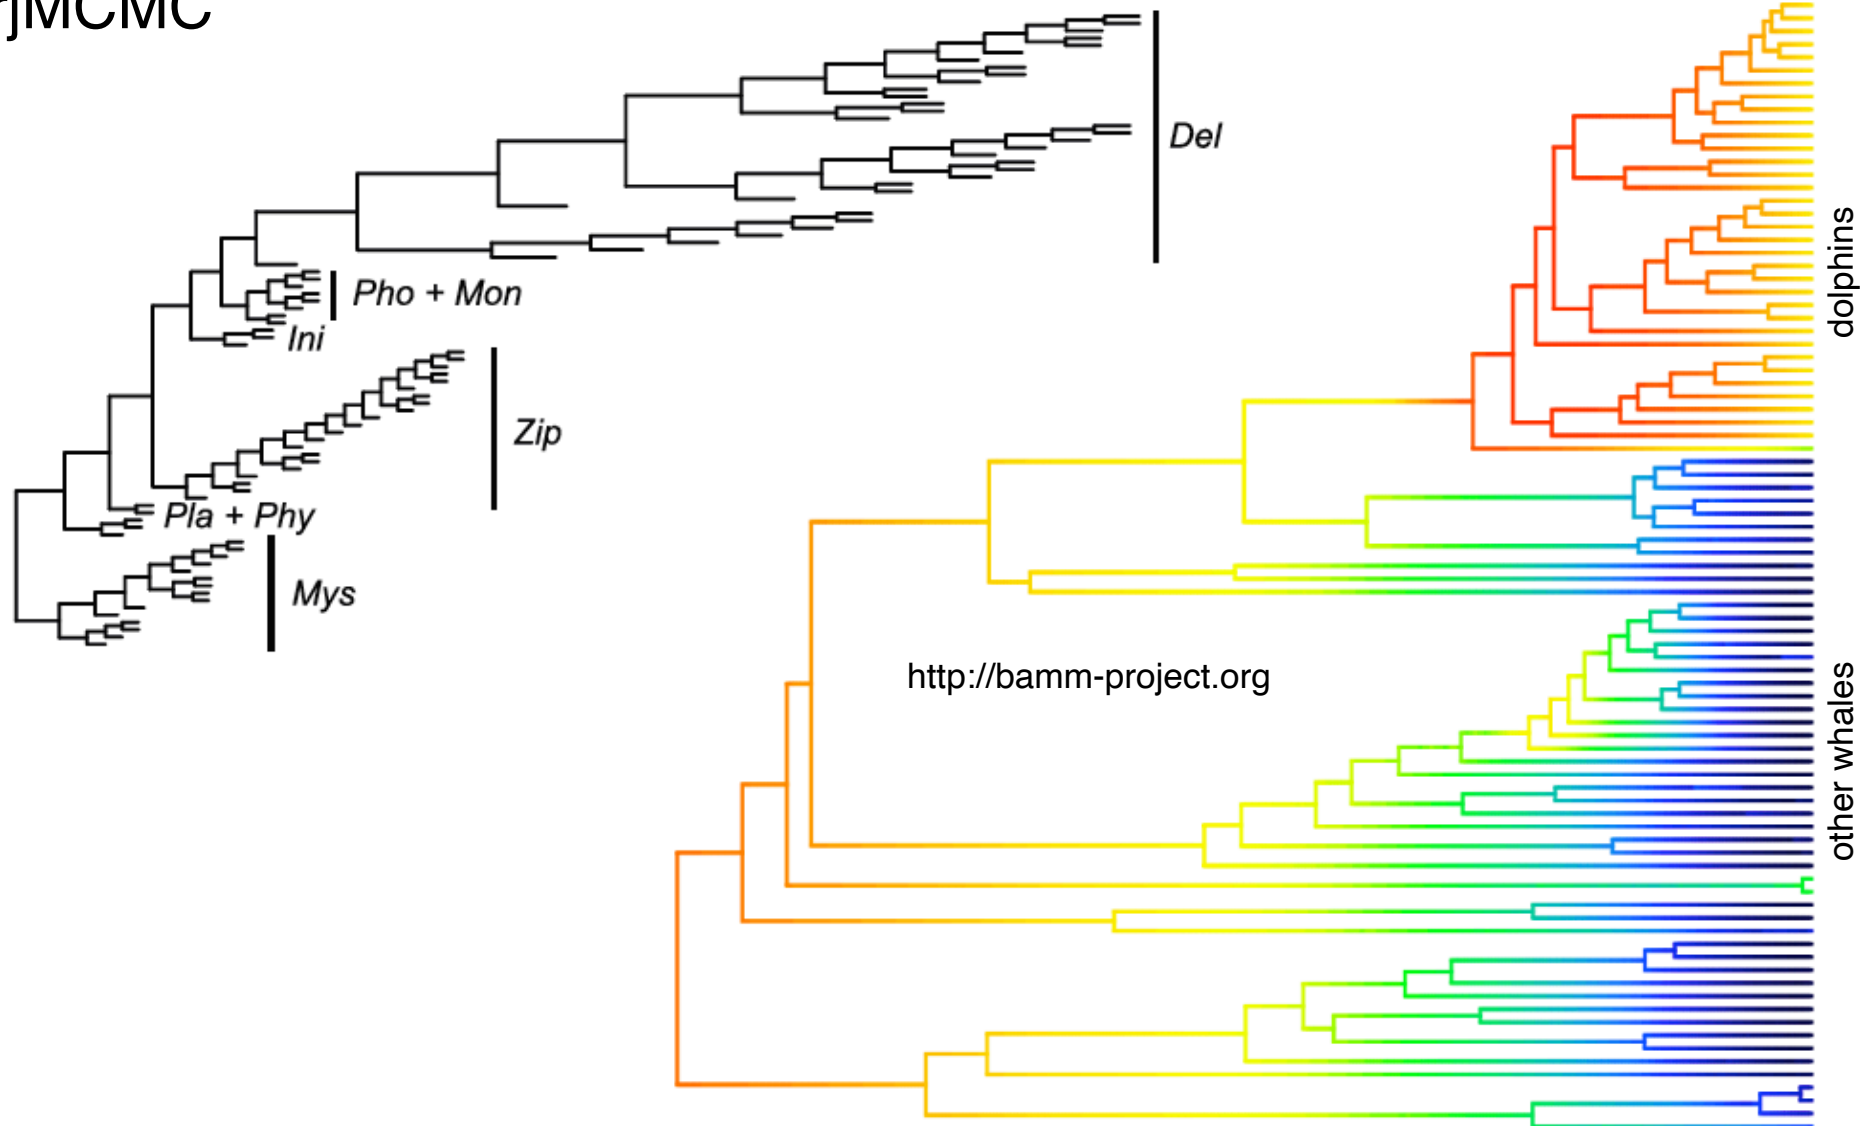 rjMCMC
Del
Pho + Mon
Ini
Zip
Pla + Phy
Mys
dolphins
http://bamm-project.org
other whales